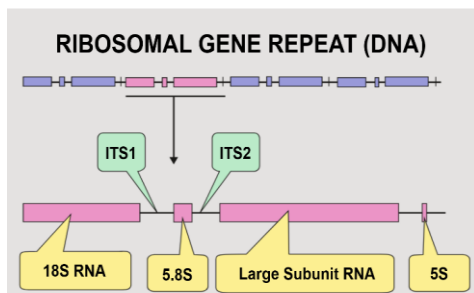 RIBOSOMAL GENE REPEAT (DNA)
ITS1
ITS2
18S RNA
5.8S
Large Subunit RNA
5S